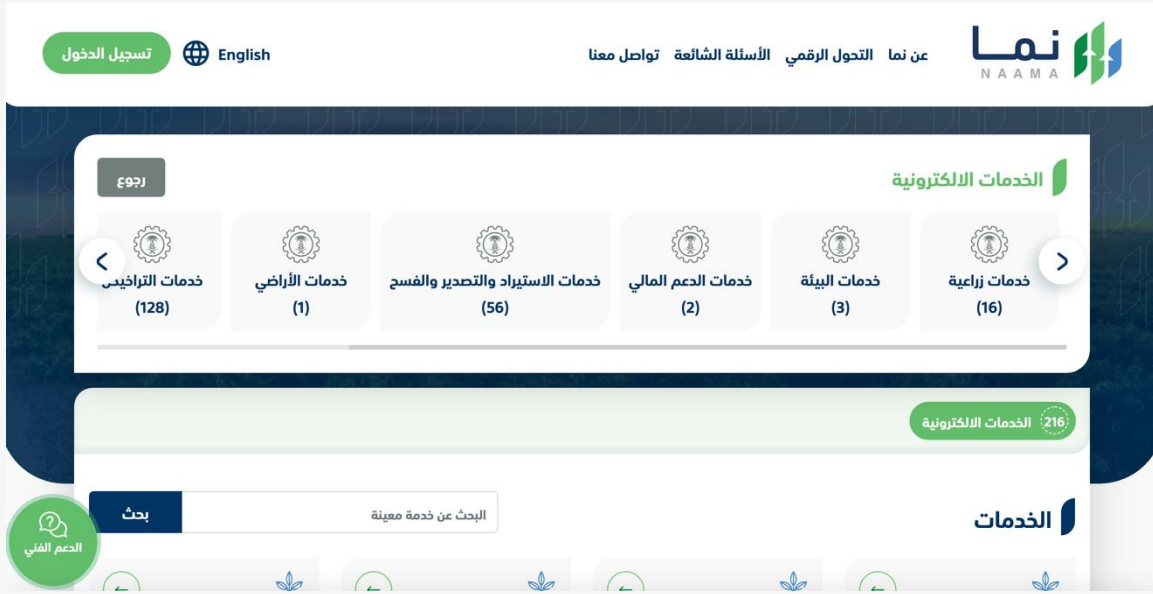 نما
NAAMA
عن نما
التحول الرقمي
الأسئلة الشائعة
تواصل معنا
English
تسجيل الدخول
الخدمات الالكترونية
رجوع
خدمات زراعية
(16)
خدمات البيئة
(3)
خدمات الدعم المالي
(2)
خدمات الاستيراد والتصدير والفسح
(56)
خدمات الأراضي
(1)
خدمات
(128)
216 الخدمات الالكترونية
الخدمات
البحث عن خدمة معينة
بحث
الدعم الفني